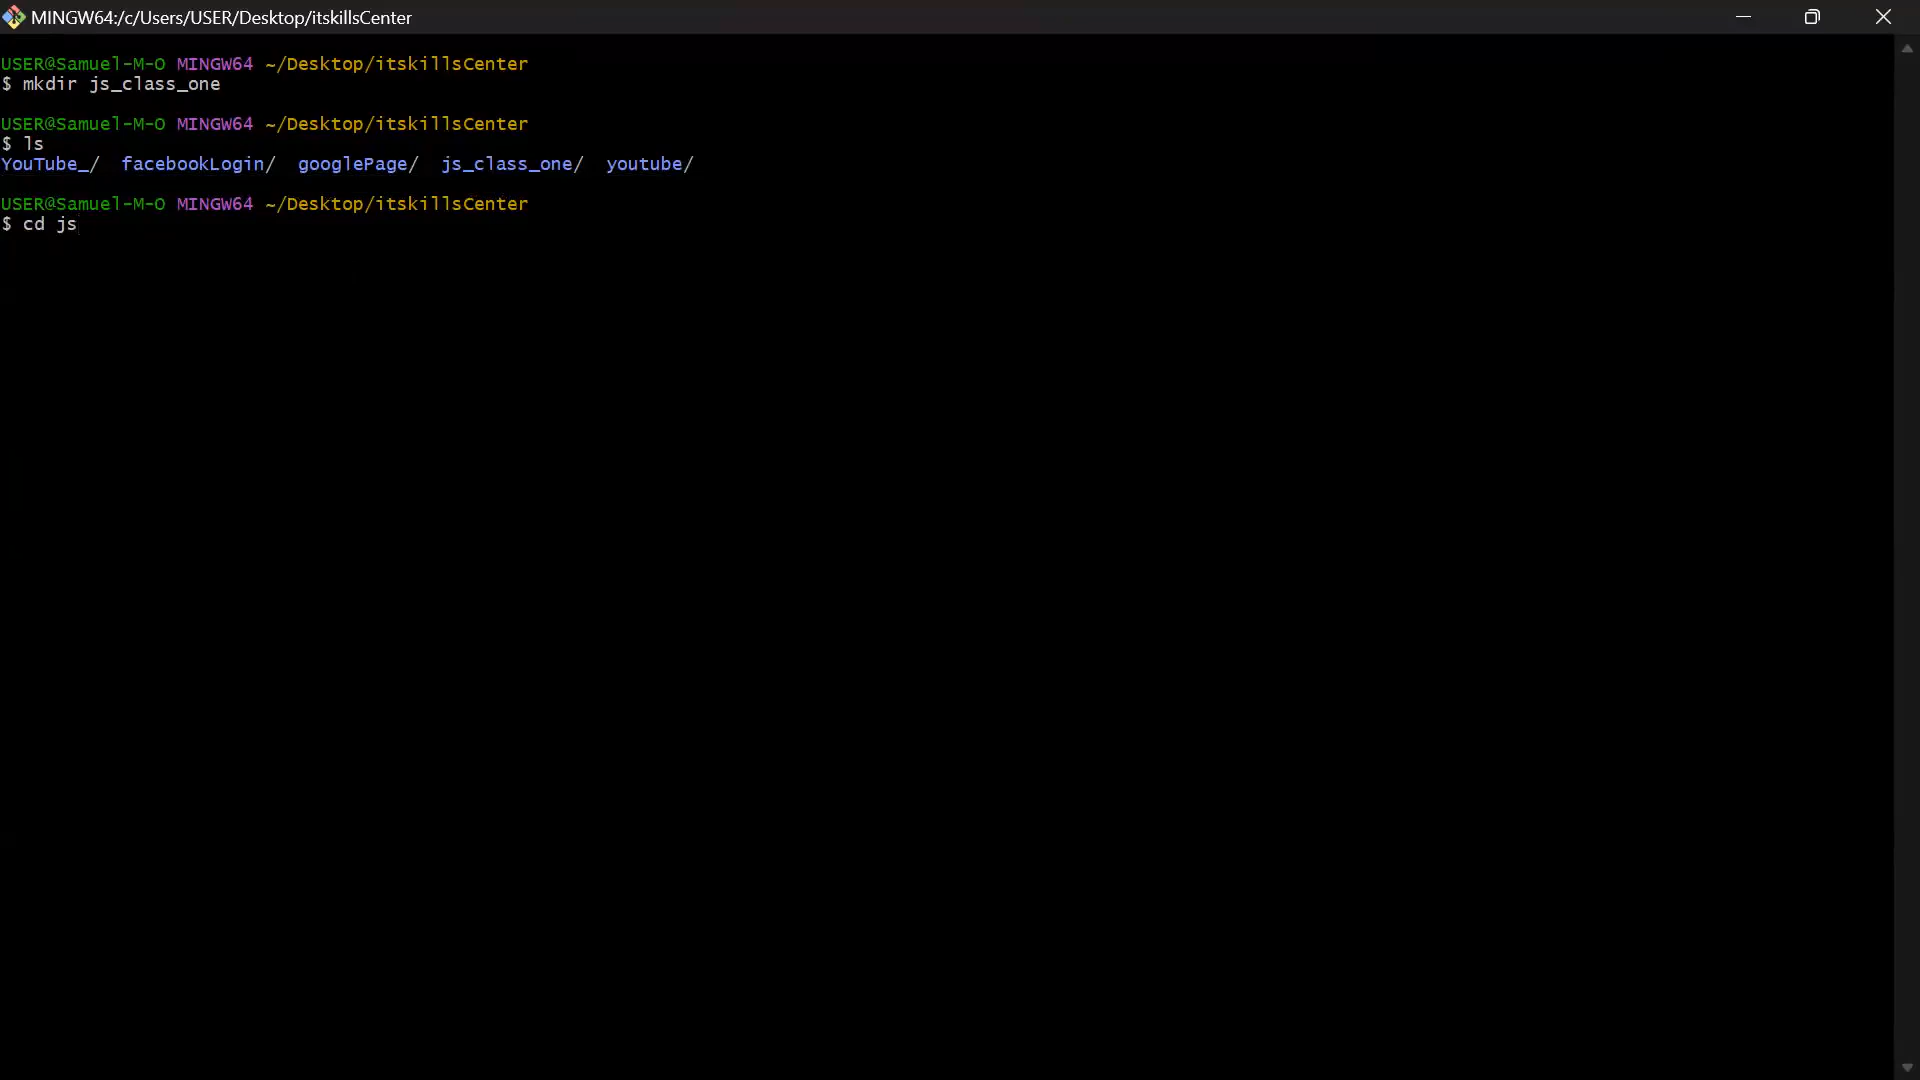 MINGW64:/c/Users/USER/Desktop/itskillsCenter
USER@Samuel-M-O MINGW64 ~/Desktop/itskillsCenter
$ mkdir js_class_one
USER@Samuel-M-O MINGW64 ~/Desktop/itskillsCenter
$ ls
YouTube_/ facebookLogin/ googlePage/ js_class_one/ youtube/
USER@Samuel-M-O MINGW64 ~/Desktop/itskillsCenter
$ cd js